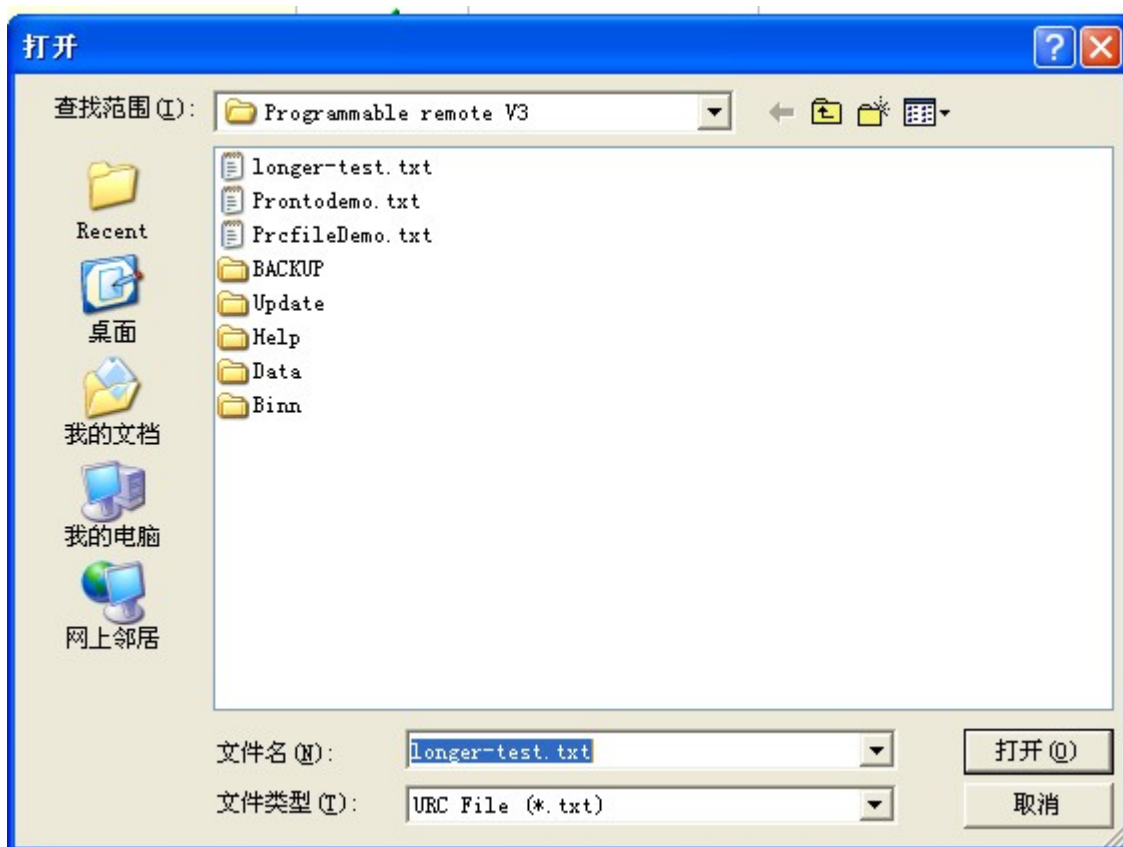 打开
查找范围(I):
Programmable remote V3
longer-test.txt
Prontodemo.txt
PrcfileDemo.txt
BACKUP
Update
Help
Data
Binn
Recent
桌面
我的文档
我的电脑
网上邻居
文件名(N):
longer-test.txt
打开(O)
文件类型(T):
URC File (*.txt)
取消